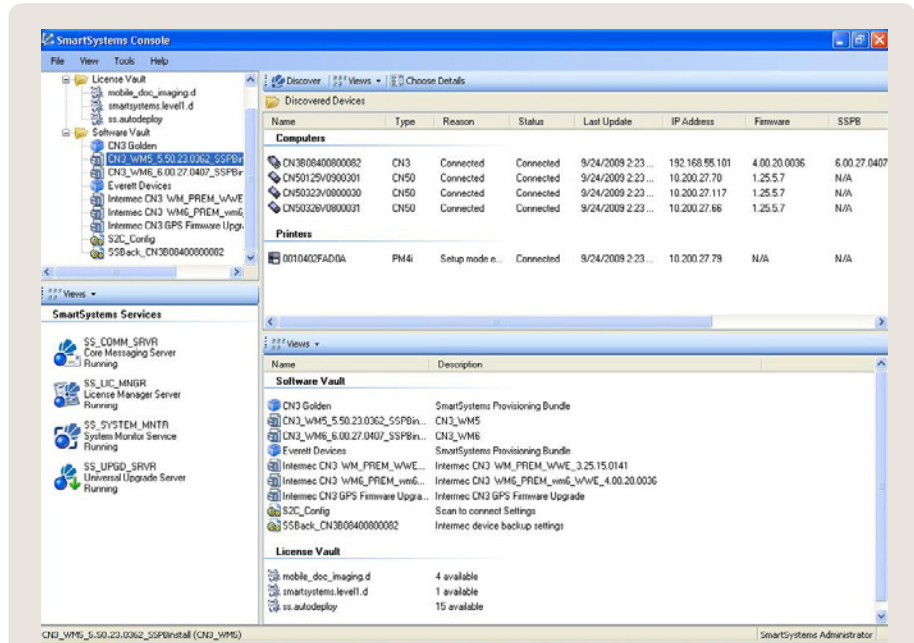 SmartSystems Console
File View Tools Help
License Vault
mobile_doc_imaging.d
smartsystems.level1.d
ss.autodeploy
Software Vault
CN3 Golden
CN3_WM5_5.50.23.0362_SSPBin
CN3_WM6_6.00.27.0407_SSPBir
Everett Devices
Intermec CN3 WM_PREM_WWE
Intermec CN3 WM6_PREM_wm6_
Intermec CN3 GPS Firmware Upgr.
S2C_Config
SSBack_CN3B08400800082
Discover Views Choose Details
Discovered Devices
Name Type Reason Status Last Update IP Address Firmware SSPB
Computers
CN3B08400800082 CN3 Connected Connected 9/24/2009 2:23 ... 192.168.55.101 4.00.20.0036 6.00.27.0407
CN50125V0900301 CN50 Connected Connected 9/24/2009 2:23 ... 10.200.27.70 1.25.5.7 N/A
CN50323V0800030 CN50 Connected Connected 9/24/2009 2:23 ... 10.200.27.117 1.25.5.7 N/A
CN50326V0800031 CN50 Connected Connected 9/24/2009 2:23 ... 10.200.27.66 1.25.5.7 N/A
Printers
0010402FAD0A PM4i Setup mode e... Connected 9/24/2009 2:23 ... 10.200.27.79 N/A N/A
Views
SmartSystems Services
SS_COMM_SRVR
Core Messaging Server
Running
SS_LIC_MNGR
License Manager Server
Running
SS_SYSTEM_MNTR
System Monitor Service
Running
SS_UPGD_SRVR
Universal Upgrade Server
Running
Views
Name Description
Software Vault
CN3 Golden SmartSystems Provisioning Bundle
CN3_WM5_5.50.23.0362_SSPBin... CN3_WM5
CN3_WM6_6.00.27.0407_SSPBin... CN3_WM6
Everett Devices SmartSystems Provisioning Bundle
Intermec CN3 WM_PREM_WWE... Intermec CN3 WM_PREM_WWE_3.25.15.0141
Intermec CN3 WM6_PREM_wm6... Intermec CN3 WM6_PREM_wm6_WWE_4.00.20.0036
Intermec CN3 GPS Firmware Upgra... Intermec CN3 GPS Firmware Upgrade
S2C_Config Scan to connect Settings
SSBack_CN3B08400800082 Intermec device backup settings
License Vault
mobile_doc_imaging.d 4 available
smartsystems.level1.d 1 available
ss.autodeploy 15 available
CN3_WM5_5.50.23.0362_SSPBinstall (CN3_WM5) SmartSystems Administrator